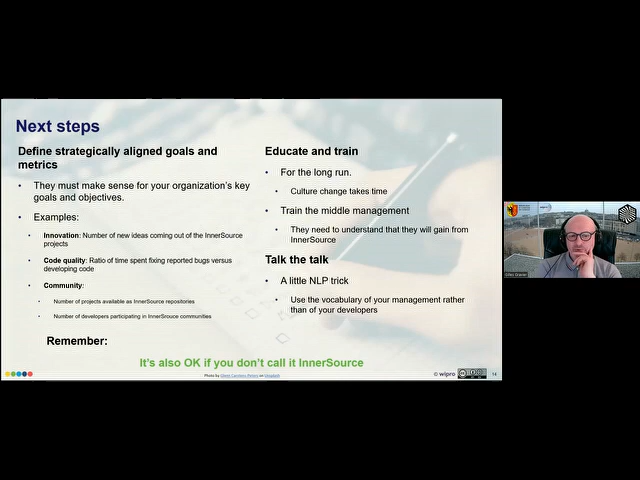 Next steps
Define strategically aligned goals and
metrics
• They must make sense for your organization's key
goals and objectives.
• Examples:
• Innovation: Number of new ideas coming out of the InnerSource
projects
• Code quality: Ratio of time spent fixing reported bugs versus
developing code
• Community:
• Number of projects available as InnerSource repositories
• Number of developers participating in InnerSrouce communities
Educate and train
• For the long run.
• Culture change takes time
• Train the middle management
• They need to understand that they will gain from
InnerSource
Talk the talk
• A little NLP trick
• Use the vocabulary of your management rather
than of your developers
Remember:
It's also OK if you don't call it InnerSource
© wipro
14